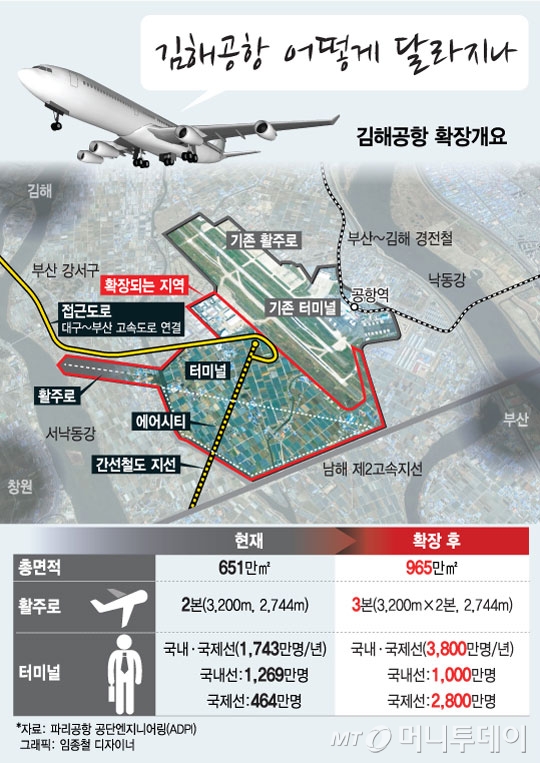 김해공항 어떻게 달라지나
김해공항 확장개요
김해
부산~김해 경전철
기존 활주로
부산 강서구
낙동강
확장되는 지역
공항역
기존 터미널
접근도로
대구~부산 고속도로 연결
터미널
활주로
에어시티
부산
서낙동강
간선철도 지선
남해 제2고속지선
창원
현재 확장 후
총면적 651만㎡ 965만㎡
활주로 2본(3,200m, 2,744m) 3본(3,200m×2본, 2,744m)
국내·국제선(1,743만명/년) 국내·국제선(3,800만명/년)
터미널 국내선:1,269만명 국내선:1,000만명
국제선:464만명 국제선:2,800만명
*자료: 파리공항 공단엔지니어링(ADPI)
그래픽: 임종철 디자이너
MT 머니투데이